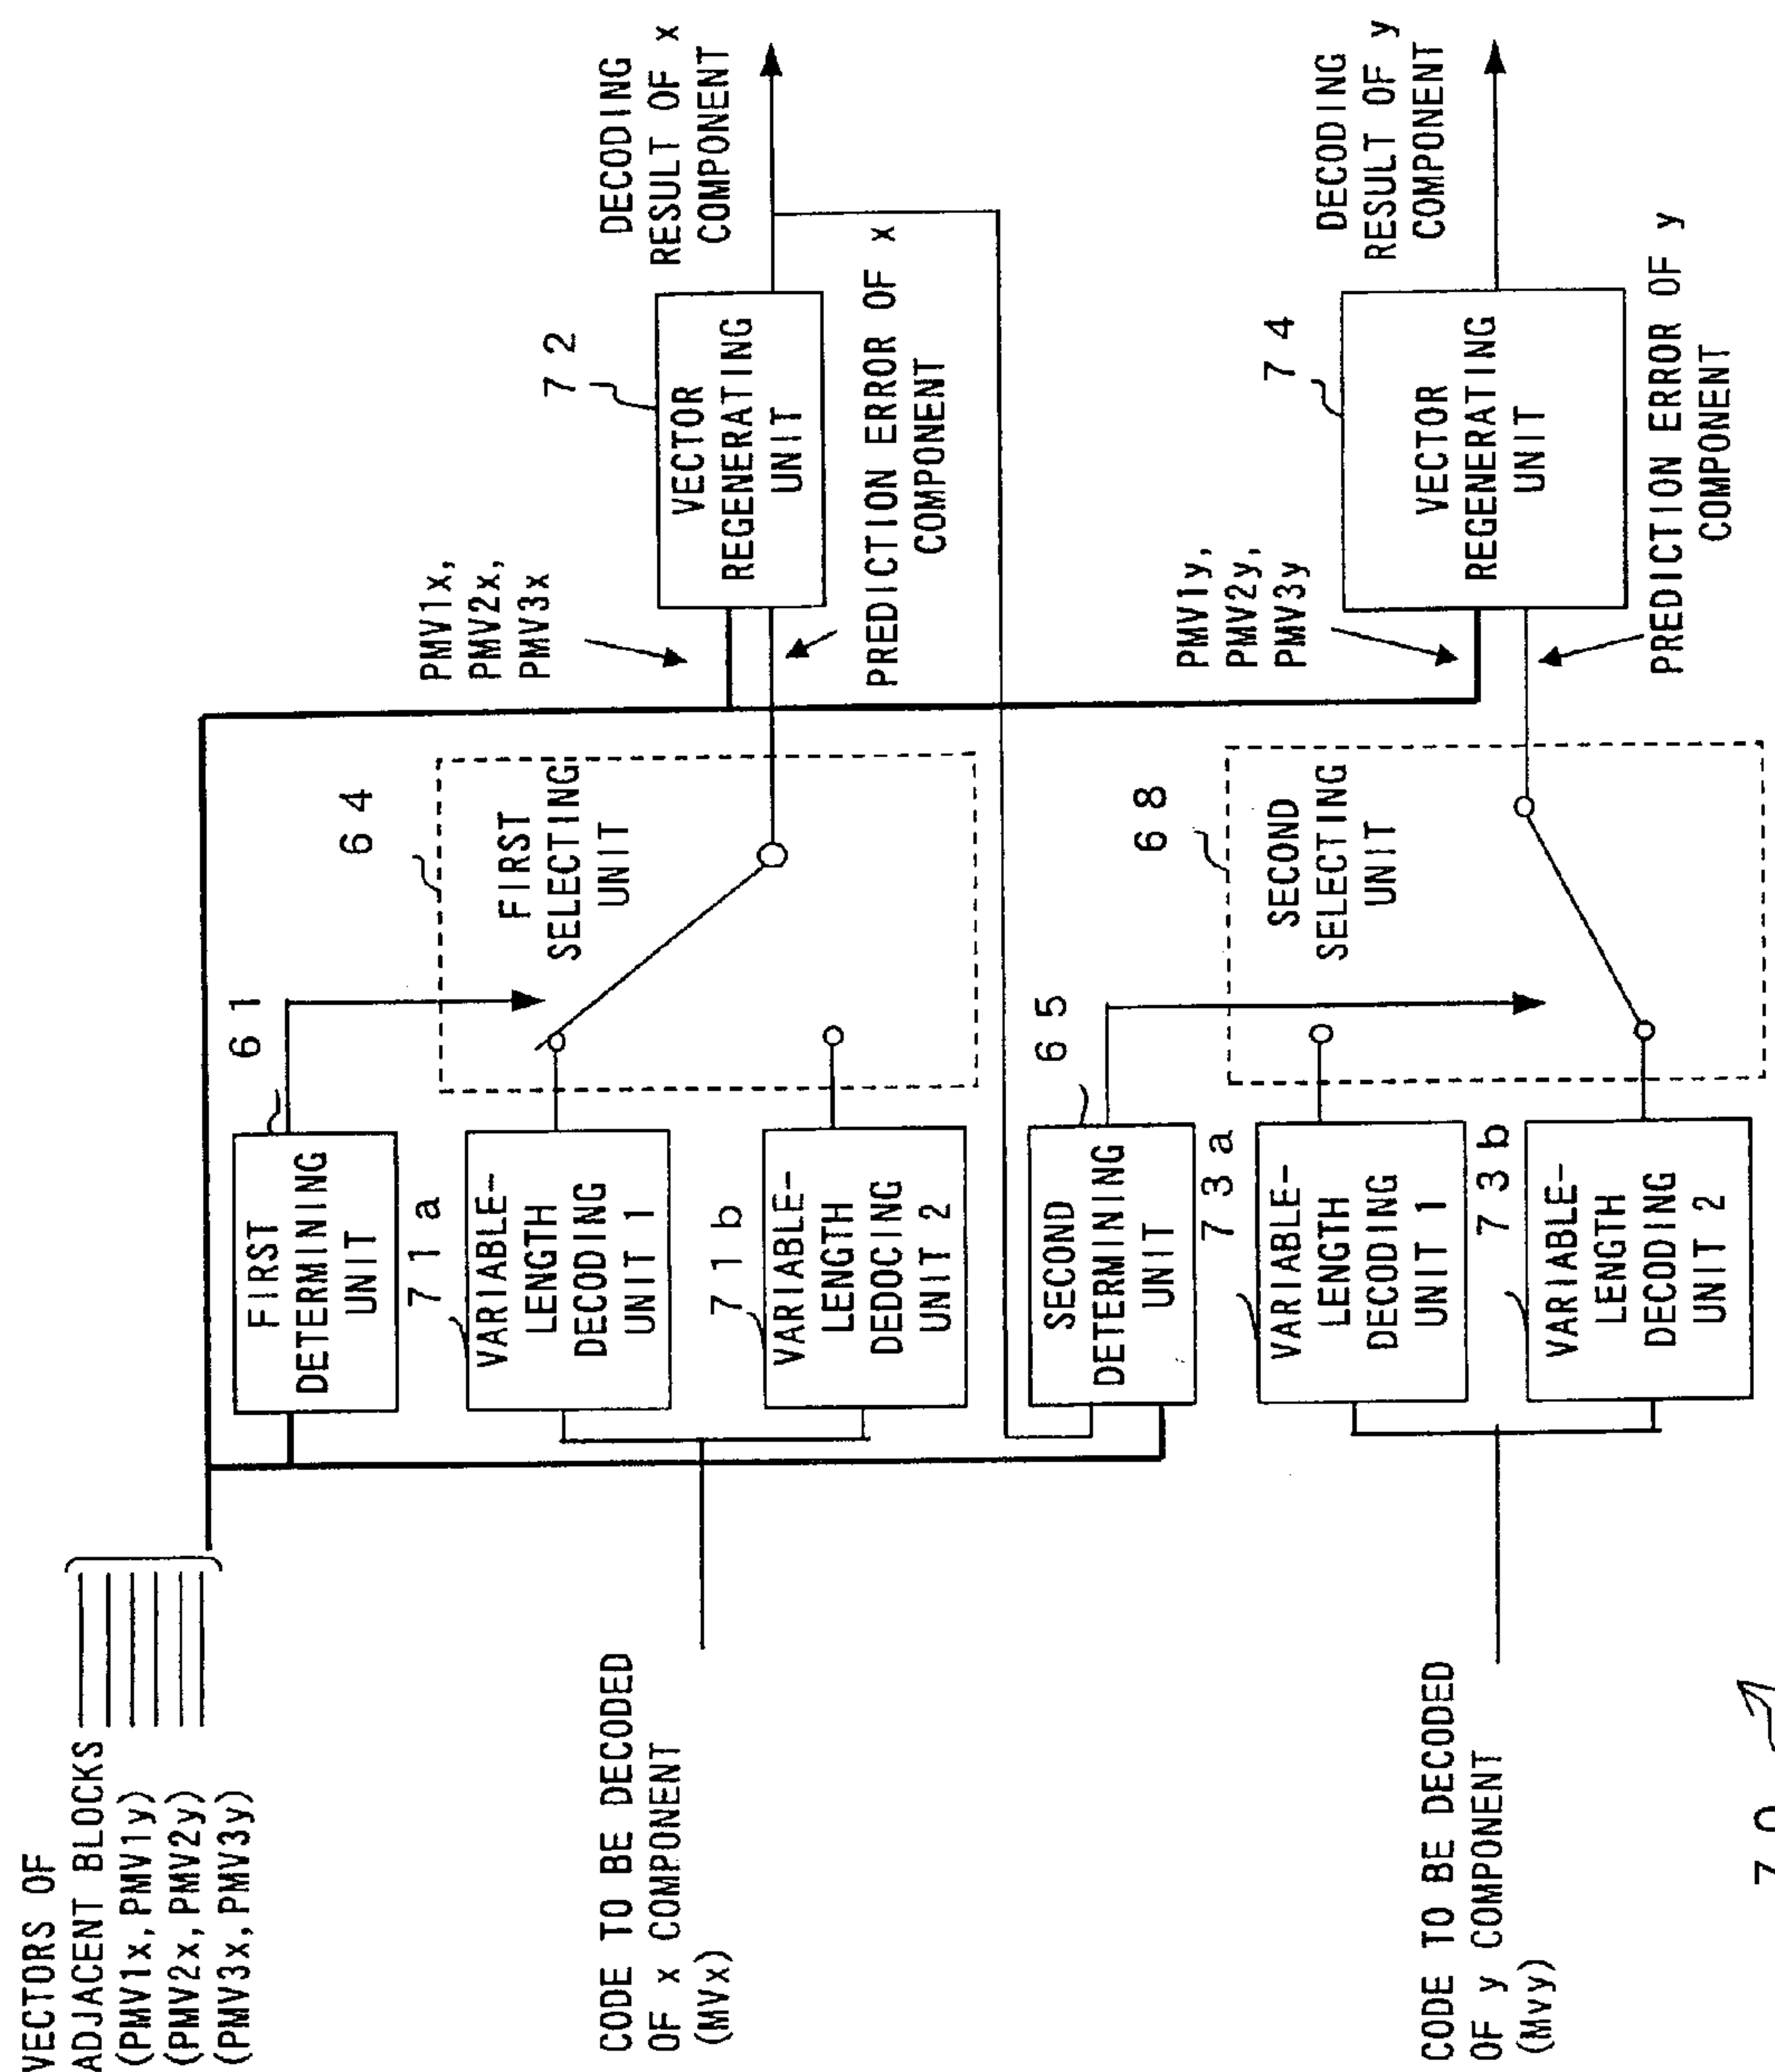 VECTORS OF
ADJACENT BLOCKS
(PMV1x, PMV1y)
(PMV2x, PMV2y)
(PMV3x, PMV3y)
61
FIRST
DETERMINING
UNIT
71a
VARIABLE-
LENGTH
DECODING
UNIT 1
71b
VARIABLE-
LENGTH
DEDOCING
UNIT 2
CODE TO BE DECODED
OF x COMPONENT
(MVx)
64
FIRST
SELECTING
UNIT
PMV1x,
PMV2x,
PMV3x
72
VECTOR
REGENERATING
UNIT
PREDICTION ERROR OF x
COMPONENT
DECODING
RESULT OF x
COMPONENT
65
SECOND
DETERMINING
UNIT
73a
VARIABLE-
LENGTH
DECODING
UNIT 1
73b
VARIABLE-
LENGTH
DECODING
UNIT 2
CODE TO BE DECODED
OF y COMPONENT
(Mvy)
68
SECOND
SELECTING
UNIT
PMV1y,
PMV2y,
PMV3y
74
VECTOR
REGENERATING
UNIT
PREDICTION ERROR OF y
COMPONENT
DECODING
RESULT OF y
COMPONENT